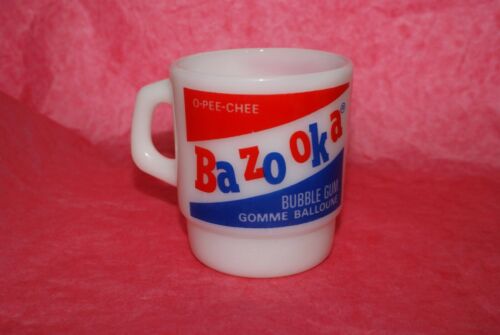 O-PEE-CHEE
Bazooka®
BUBBLE GUM
GOMME BALLOUNE